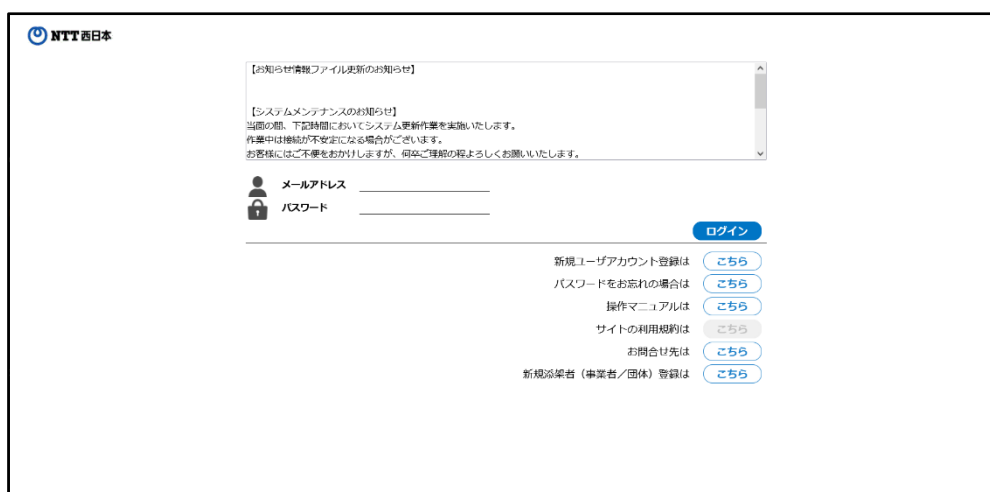 NTT西日本
【お知らせ情報ファイル更新のお知らせ】
【システムメンテナンスのお知らせ】
当面の間、下記時間においてシステム更新作業を実施いたします。
作業中は接続が不安定になる場合がございます。
お客様にはご不便をおかけしますが、何卒ご理解の程よろしくお願いいたします。
メールアドレス
パスワード
ログイン
新規ユーザアカウント登録は こちら
パスワードをお忘れの場合は こちら
操作マニュアルは こちら
サイトの利用規約は こちら
お問合せ先は こちら
新規添架者（事業者／団体）登録は こちら